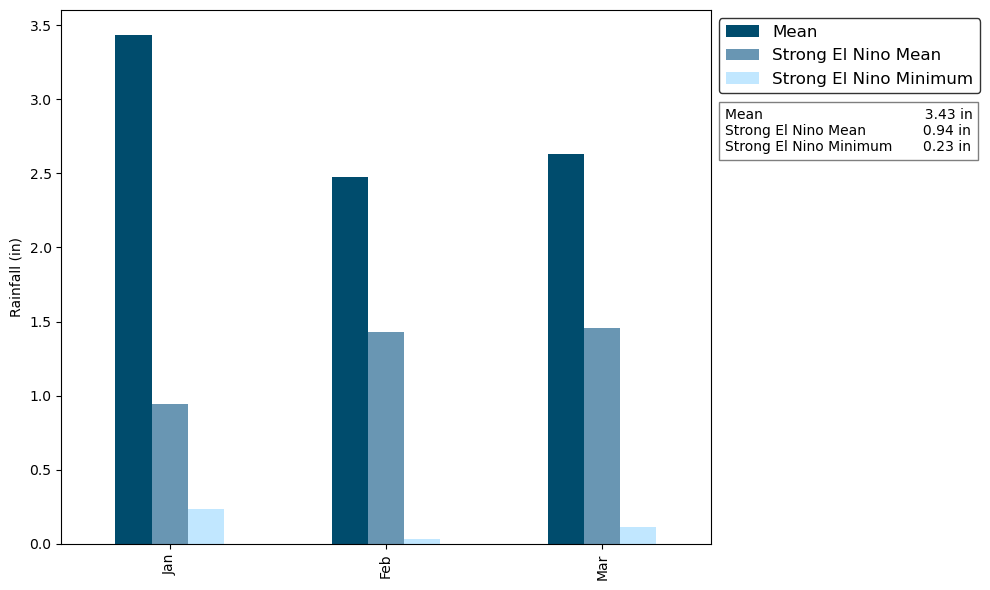 3.5
3.0
2.5
2.0
1.5
1.0
0.5
0.0
Rainfall (in)
Jan
Feb
Mar
Mean
Strong El Nino Mean
Strong El Nino Minimum
Mean 3.43 in
Strong El Nino Mean 0.94 in
Strong El Nino Minimum 0.23 in